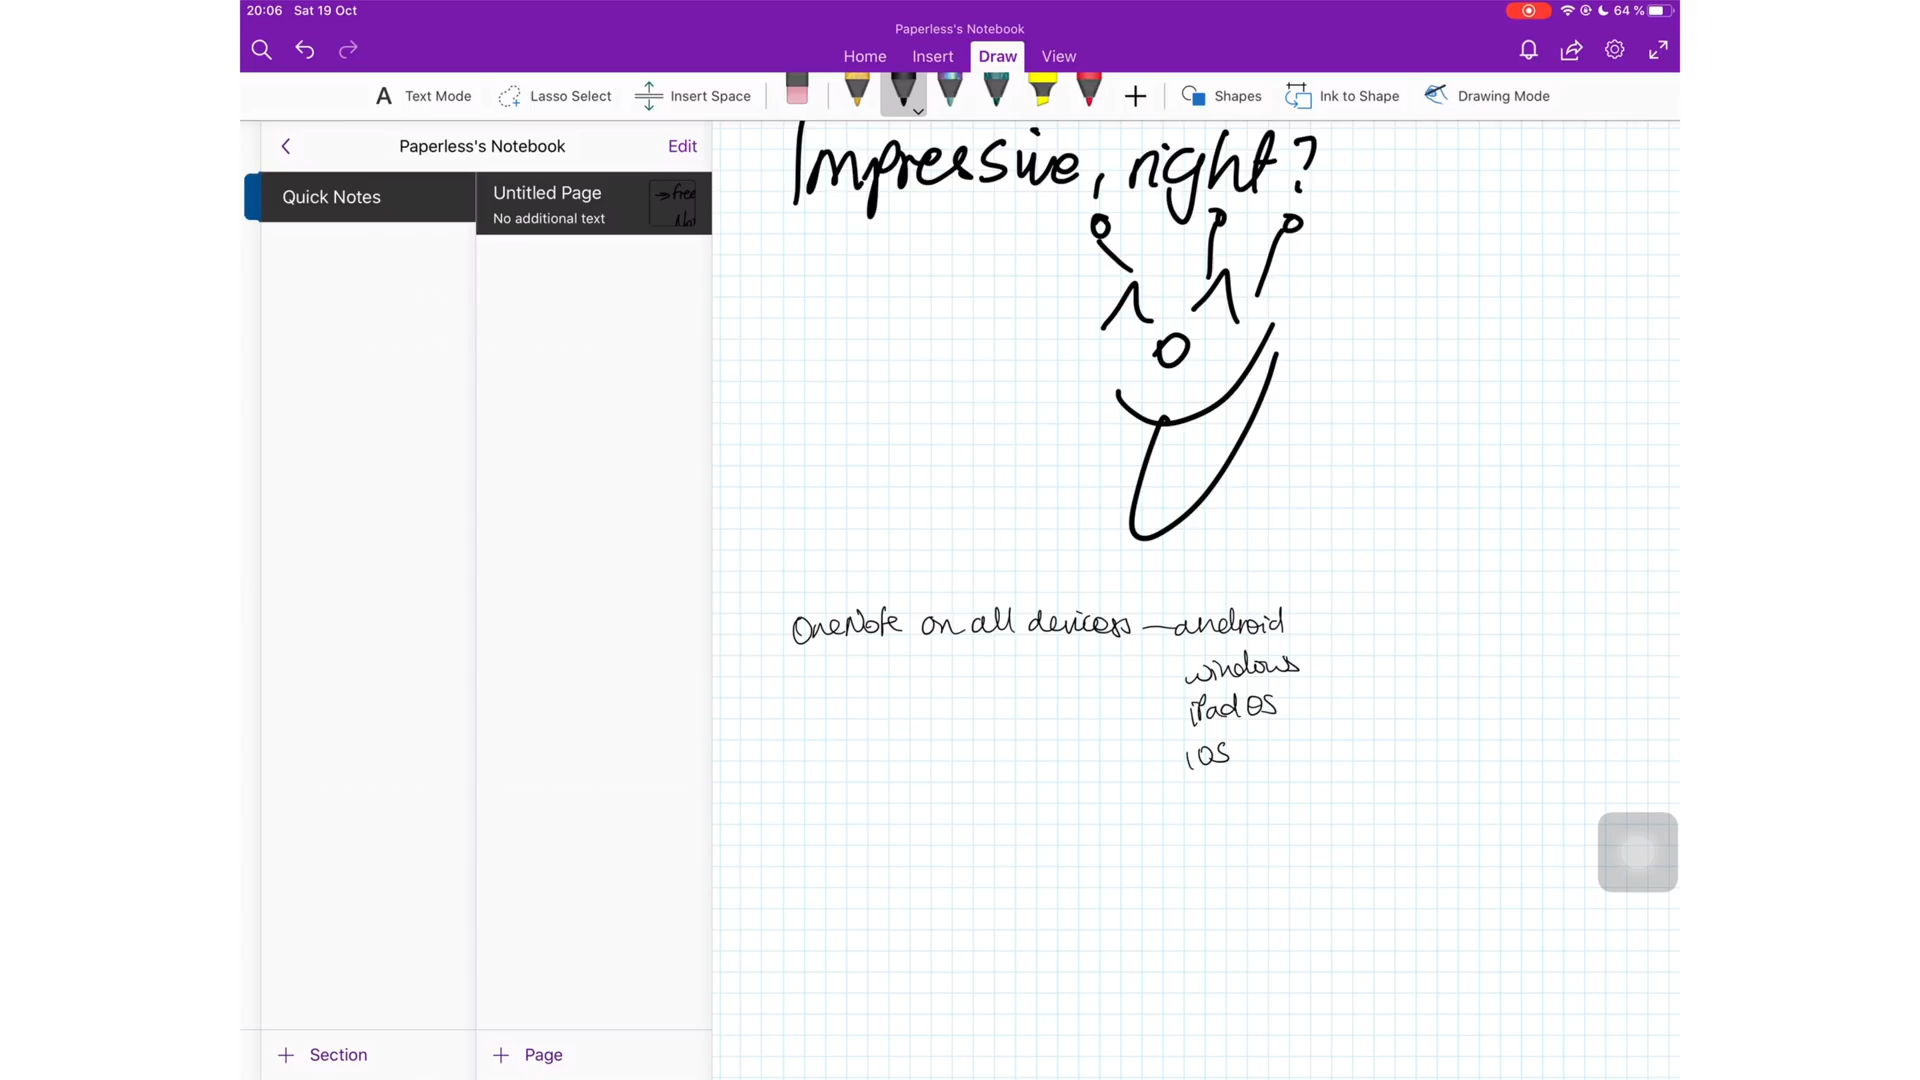 20:06 Sat 19 Oct
64 %
Paperless's Notebook
Home Insert Draw View
Text Mode Lasso Select Insert Space Shapes Ink to Shape Drawing Mode
Paperless's Notebook Edit
Quick Notes
Untitled Page
No additional text
→ free
Impressive, right?
OneNote on all devices — android
windows
iPadOS
iOS
+ Section
+ Page